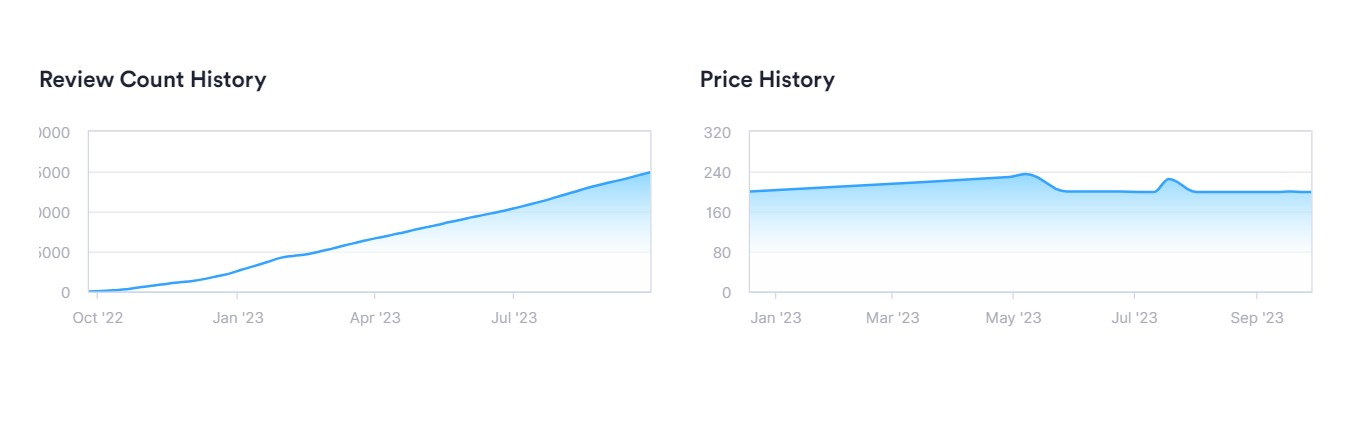 Review Count History
5000
0
Oct '22
Jan '23
Apr '23
Jul '23
Price History
320
240
160
80
0
Jan '23
Mar '23
May '23
Jul '23
Sep '23